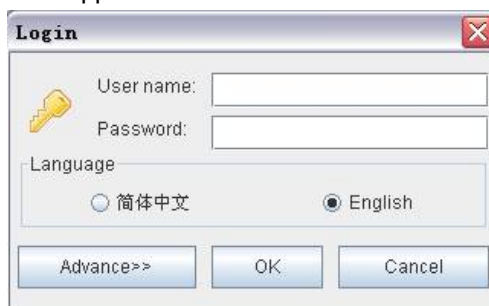 Login
User name:
Password:
Language
简体中文 English
Advance>> OK Cancel